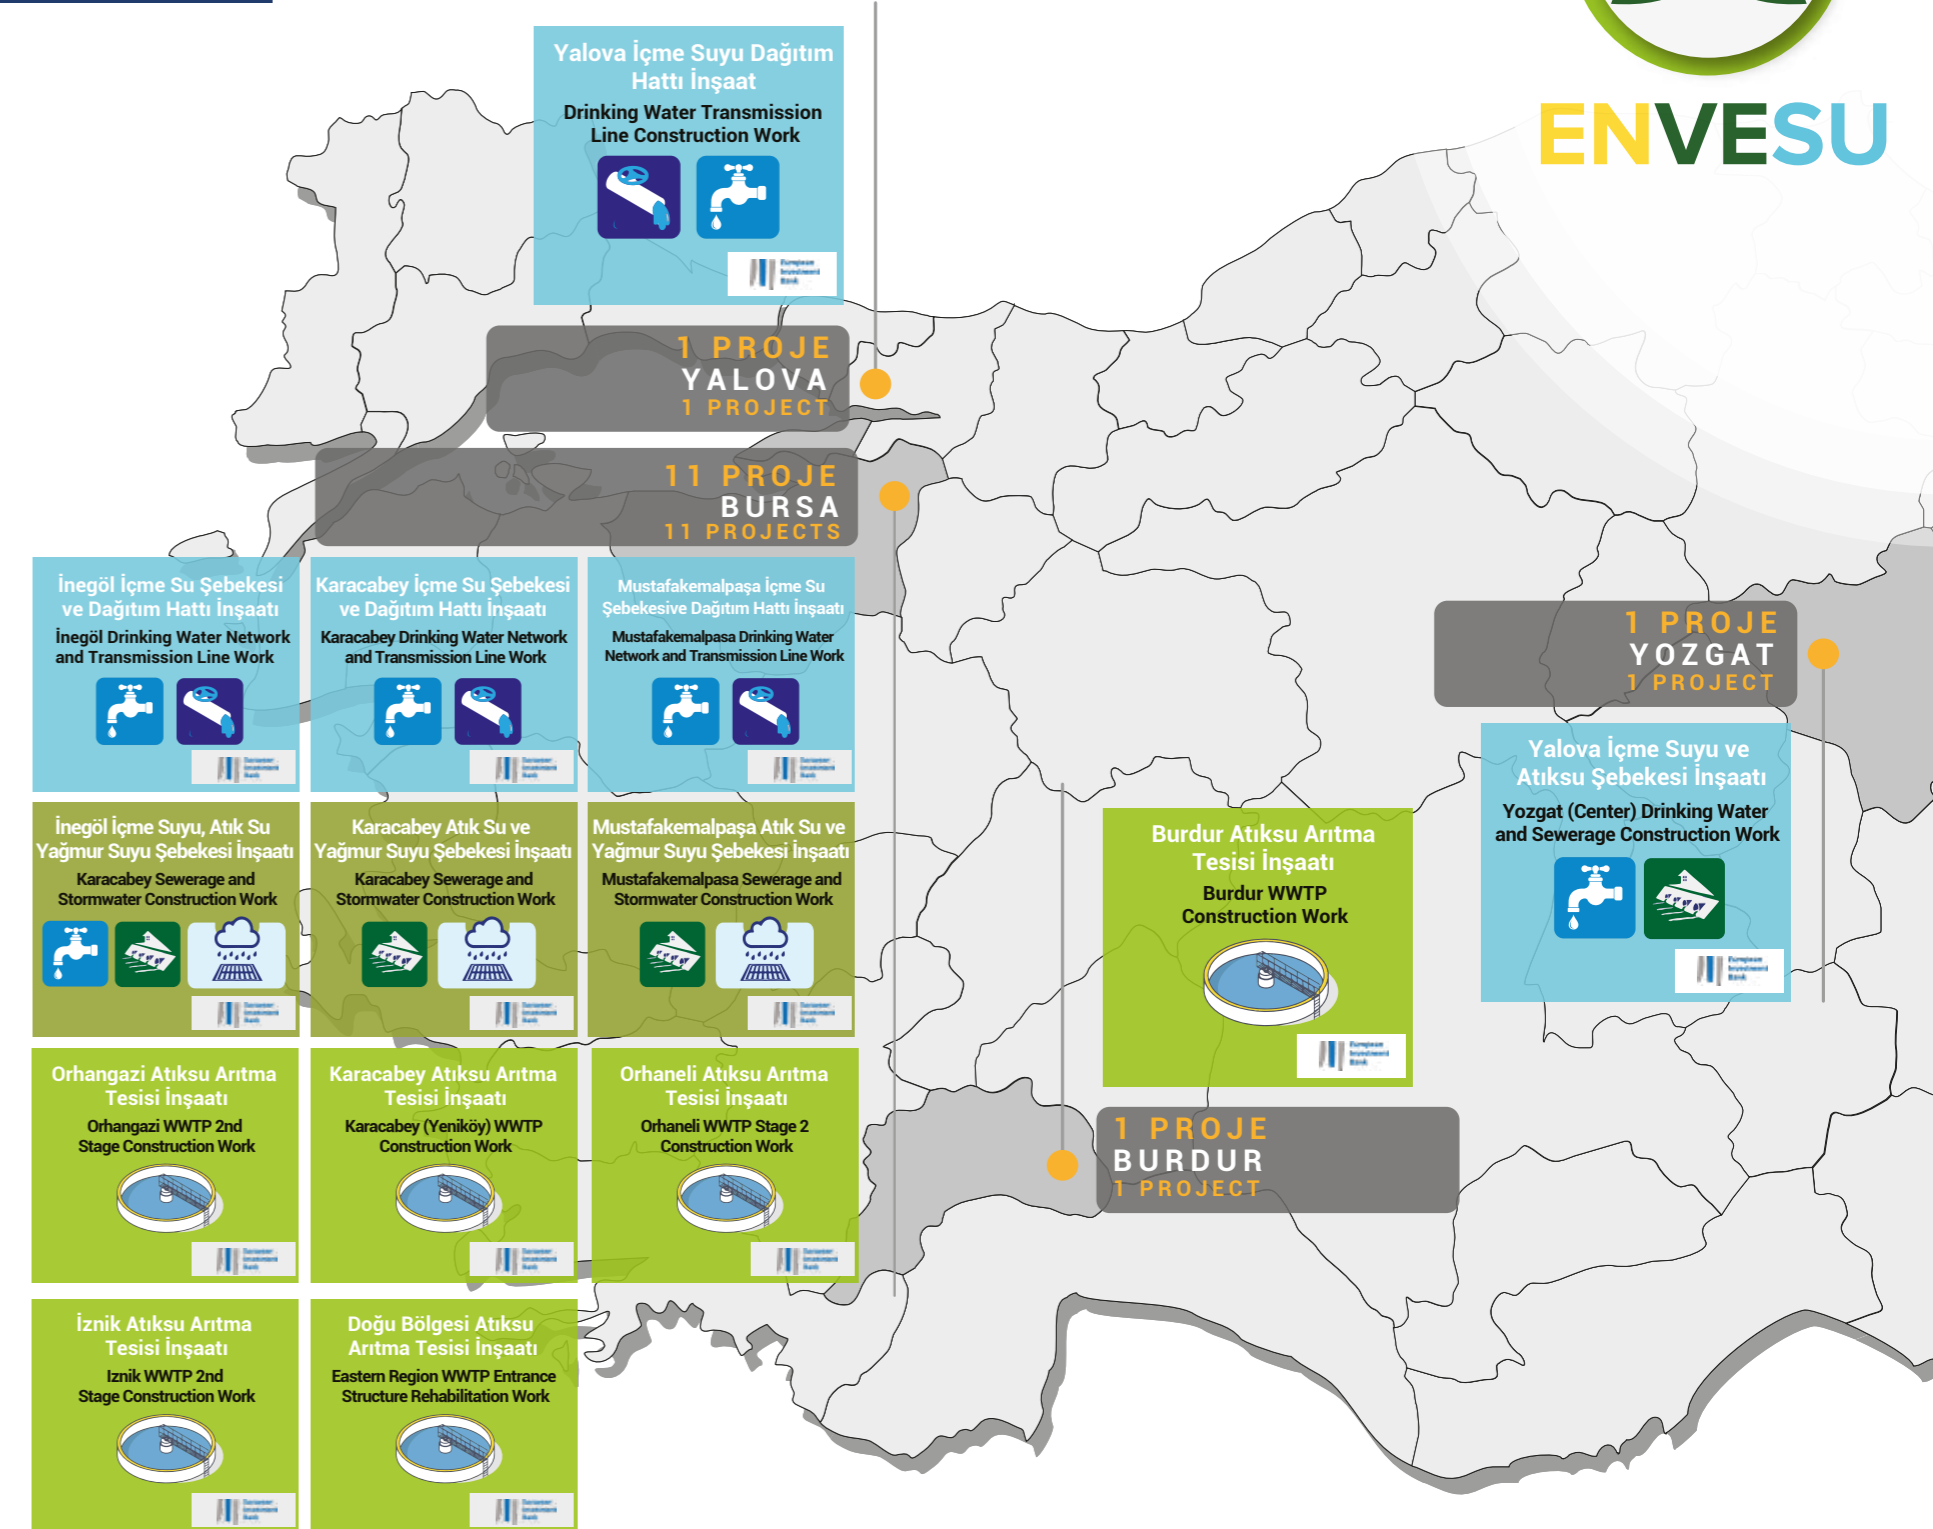 ENVESU
Yalova İçme Suyu Dağıtım
Hattı İnşaat
Drinking Water Transmission
Line Construction Work
European
Investment
Bank
1 PROJE
YALOVA
1 PROJECT
11 PROJE
BURSA
11 PROJECTS
İnegöl İçme Su Şebekesi
ve Dağıtım Hattı İnşaatı
İnegöl Drinking Water Network
and Transmission Line Work
Karacabey İçme Su Şebekesi
ve Dağıtım Hattı İnşaatı
Karacabey Drinking Water Network
and Transmission Line Work
Mustafakemalpaşa İçme Su
Şebekesive Dağıtım Hattı İnşaatı
Mustafakemalpasa Drinking Water
Network and Transmission Line Work
İnegöl İçme Suyu, Atık Su
Yağmur Suyu Şebekesi İnşaatı
Karacabey Sewerage and
Stormwater Construction Work
Karacabey Atık Su ve
Yağmur Suyu Şebekesi İnşaatı
Karacabey Sewerage and
Stormwater Construction Work
Mustafakemalpaşa Atık Su ve
Yağmur Suyu Şebekesi İnşaatı
Mustafakemalpasa Sewerage and
Stormwater Construction Work
Orhangazi Atıksu Arıtma
Tesisi İnşaatı
Orhangazi WWTP 2nd
Stage Construction Work
Karacabey Atıksu Arıtma
Tesisi İnşaatı
Karacabey (Yeniköy) WWTP
Construction Work
Orhaneli Atıksu Arıtma
Tesisi İnşaatı
Orhaneli WWTP Stage 2
Construction Work
İznik Atıksu Arıtma
Tesisi İnşaatı
Iznik WWTP 2nd
Stage Construction Work
Doğu Bölgesi Atıksu
Arıtma Tesisi İnşaatı
Eastern Region WWTP Entrance
Structure Rehabilitation Work
Burdur Atıksu Arıtma
Tesisi İnşaatı
Burdur WWTP
Construction Work
European
Investment
Bank
1 PROJE
BURDUR
1 PROJECT
1 PROJE
YOZGAT
1 PROJECT
Yalova İçme Suyu ve
Atıksu Şebekesi İnşaatı
Yozgat (Center) Drinking Water
and Sewerage Construction Work
European
Investment
Bank